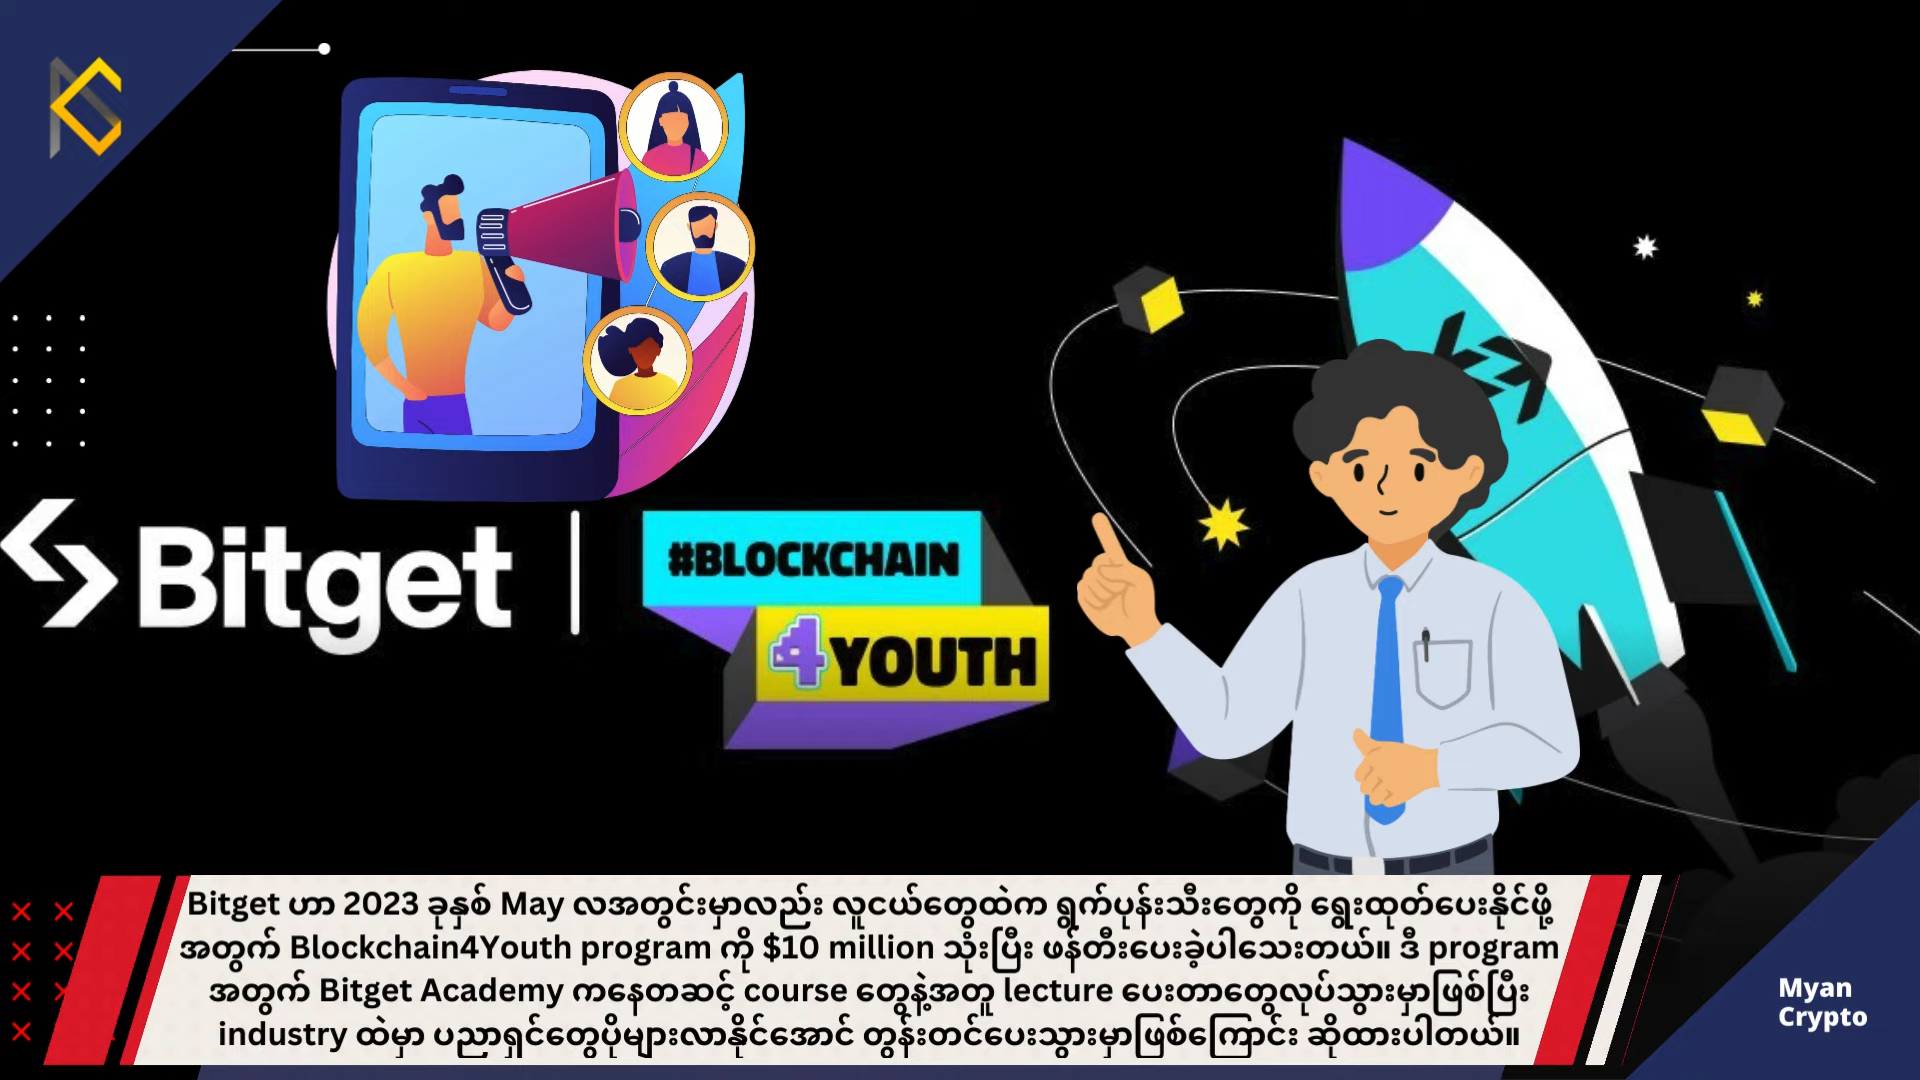 Bitget
#BLOCKCHAIN
4YOUTH
Bitget ဟာ 2023 ခုနှစ် May လအတွင်းမှာလည်း လူငယ်တွေထဲက ရွက်ပုန်းသီးတွေကို ရွေးထုတ်ပေးနိုင်ဖို့
အတွက် Blockchain4Youth program ကို $10 million သုံးပြီး ဖန်တီးပေးခဲ့ပါသေးတယ်။ ဒီ program
အတွက် Bitget Academy ကနေတဆင့် course တွေနဲ့အတူ lecture ပေးတာတွေလုပ်သွားမှာဖြစ်ပြီး
industry ထဲမှာ ပညာရှင်တွေပိုများလာနိုင်အောင် တွန်းတင်ပေးသွားမှာဖြစ်ကြောင်း ဆိုထားပါတယ်။
Myan
Crypto